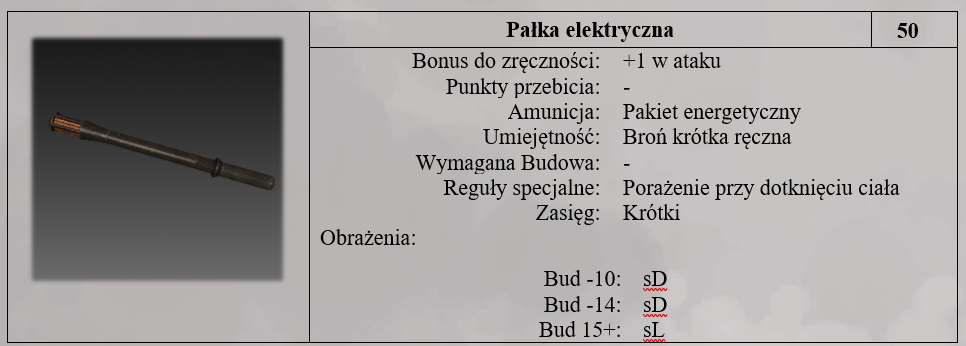 Pałka elektryczna 50
Bonus do zręczności: +1 w ataku
Punkty przebicia: -
Amunicja: Pakiet energetyczny
Umiejętność: Broń krótka ręczna
Wymagana Budowa: -
Reguły specjalne: Porażenie przy dotknięciu ciała
Zasięg: Krótki
Obrażenia:
Bud -10: sD
Bud -14: sD
Bud 15+: sL